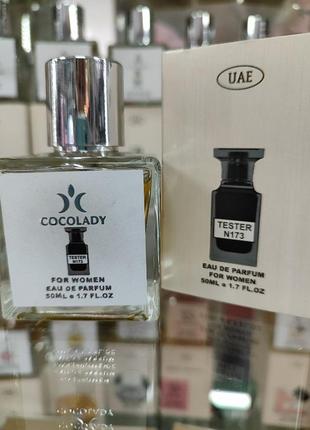 COCOLADY
TESTER
N173
FOR WOMEN
EAU DE PARFUM
50ML e 1.7 FL.OZ
UAE
TESTER
N173
EAU DE PARFUM
FOR WOMEN
50ML e 1.7 FL.OZ